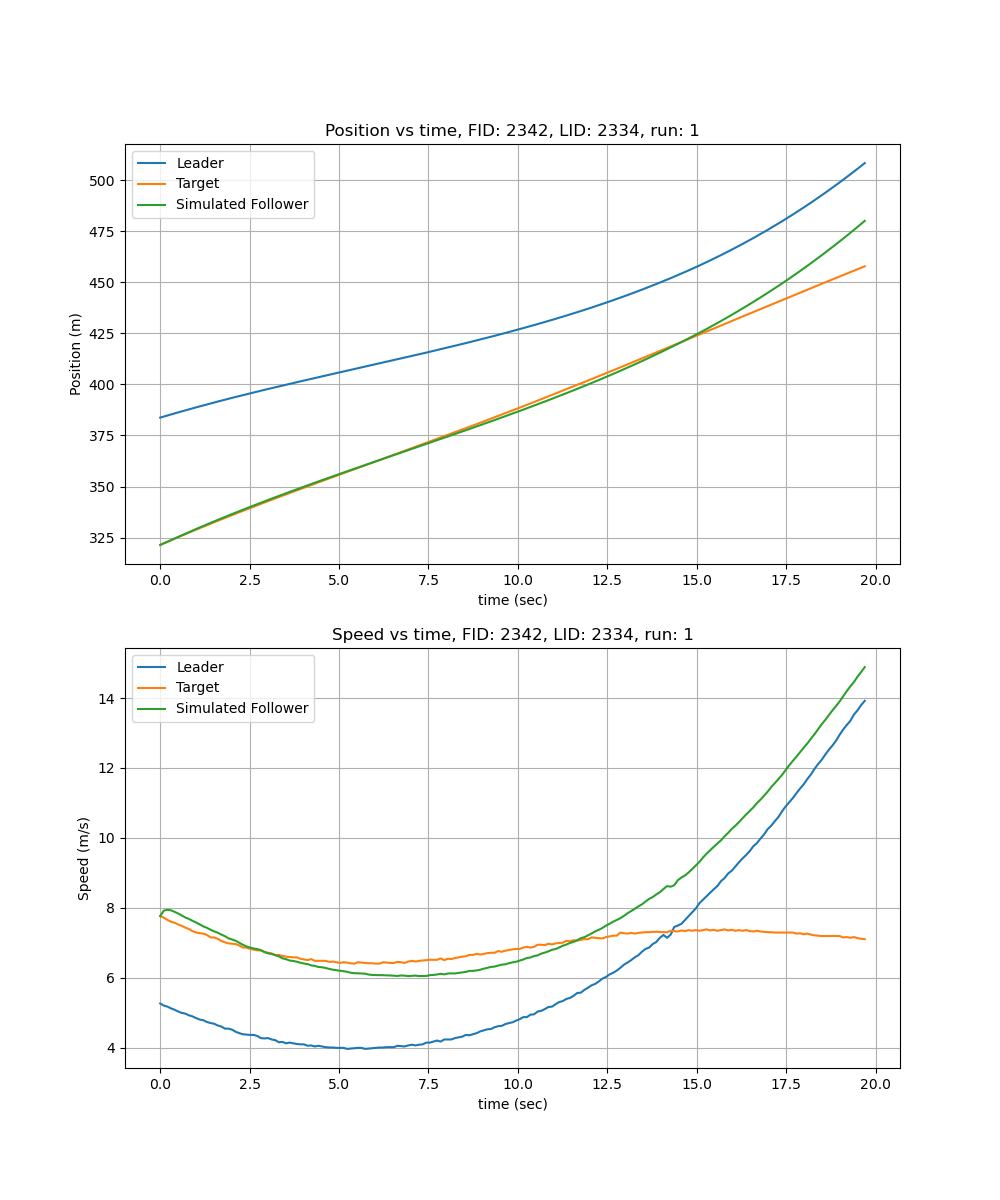 Position vs time, FID: 2342, LID: 2334, run: 1
Leader
Target
Simulated Follower
500
475
450
425
400
375
350
325
Position (m)
0.0 2.5 5.0 7.5 10.0 12.5 15.0 17.5 20.0
time (sec)
Speed vs time, FID: 2342, LID: 2334, run: 1
Leader
Target
Simulated Follower
14
12
10
8
6
4
Speed (m/s)
0.0 2.5 5.0 7.5 10.0 12.5 15.0 17.5 20.0
time (sec)